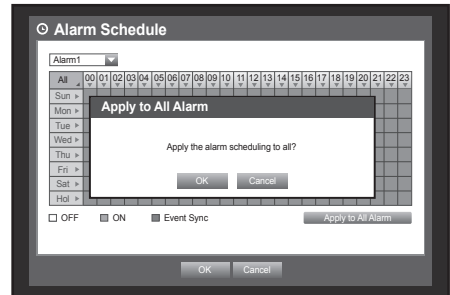 Alarm Schedule
Alarm1
All 00 01 02 03 04 05 06 07 08 09 10 11 12 13 14 15 16 17 18 19 20 21 22 23
Sun
Mon
Tue
Wed
Thu
Fri
Sat
Hol
Apply to All Alarm
Apply the alarm scheduling to all?
OK Cancel
OFF ON Event Sync Apply to All Alarm
OK Cancel